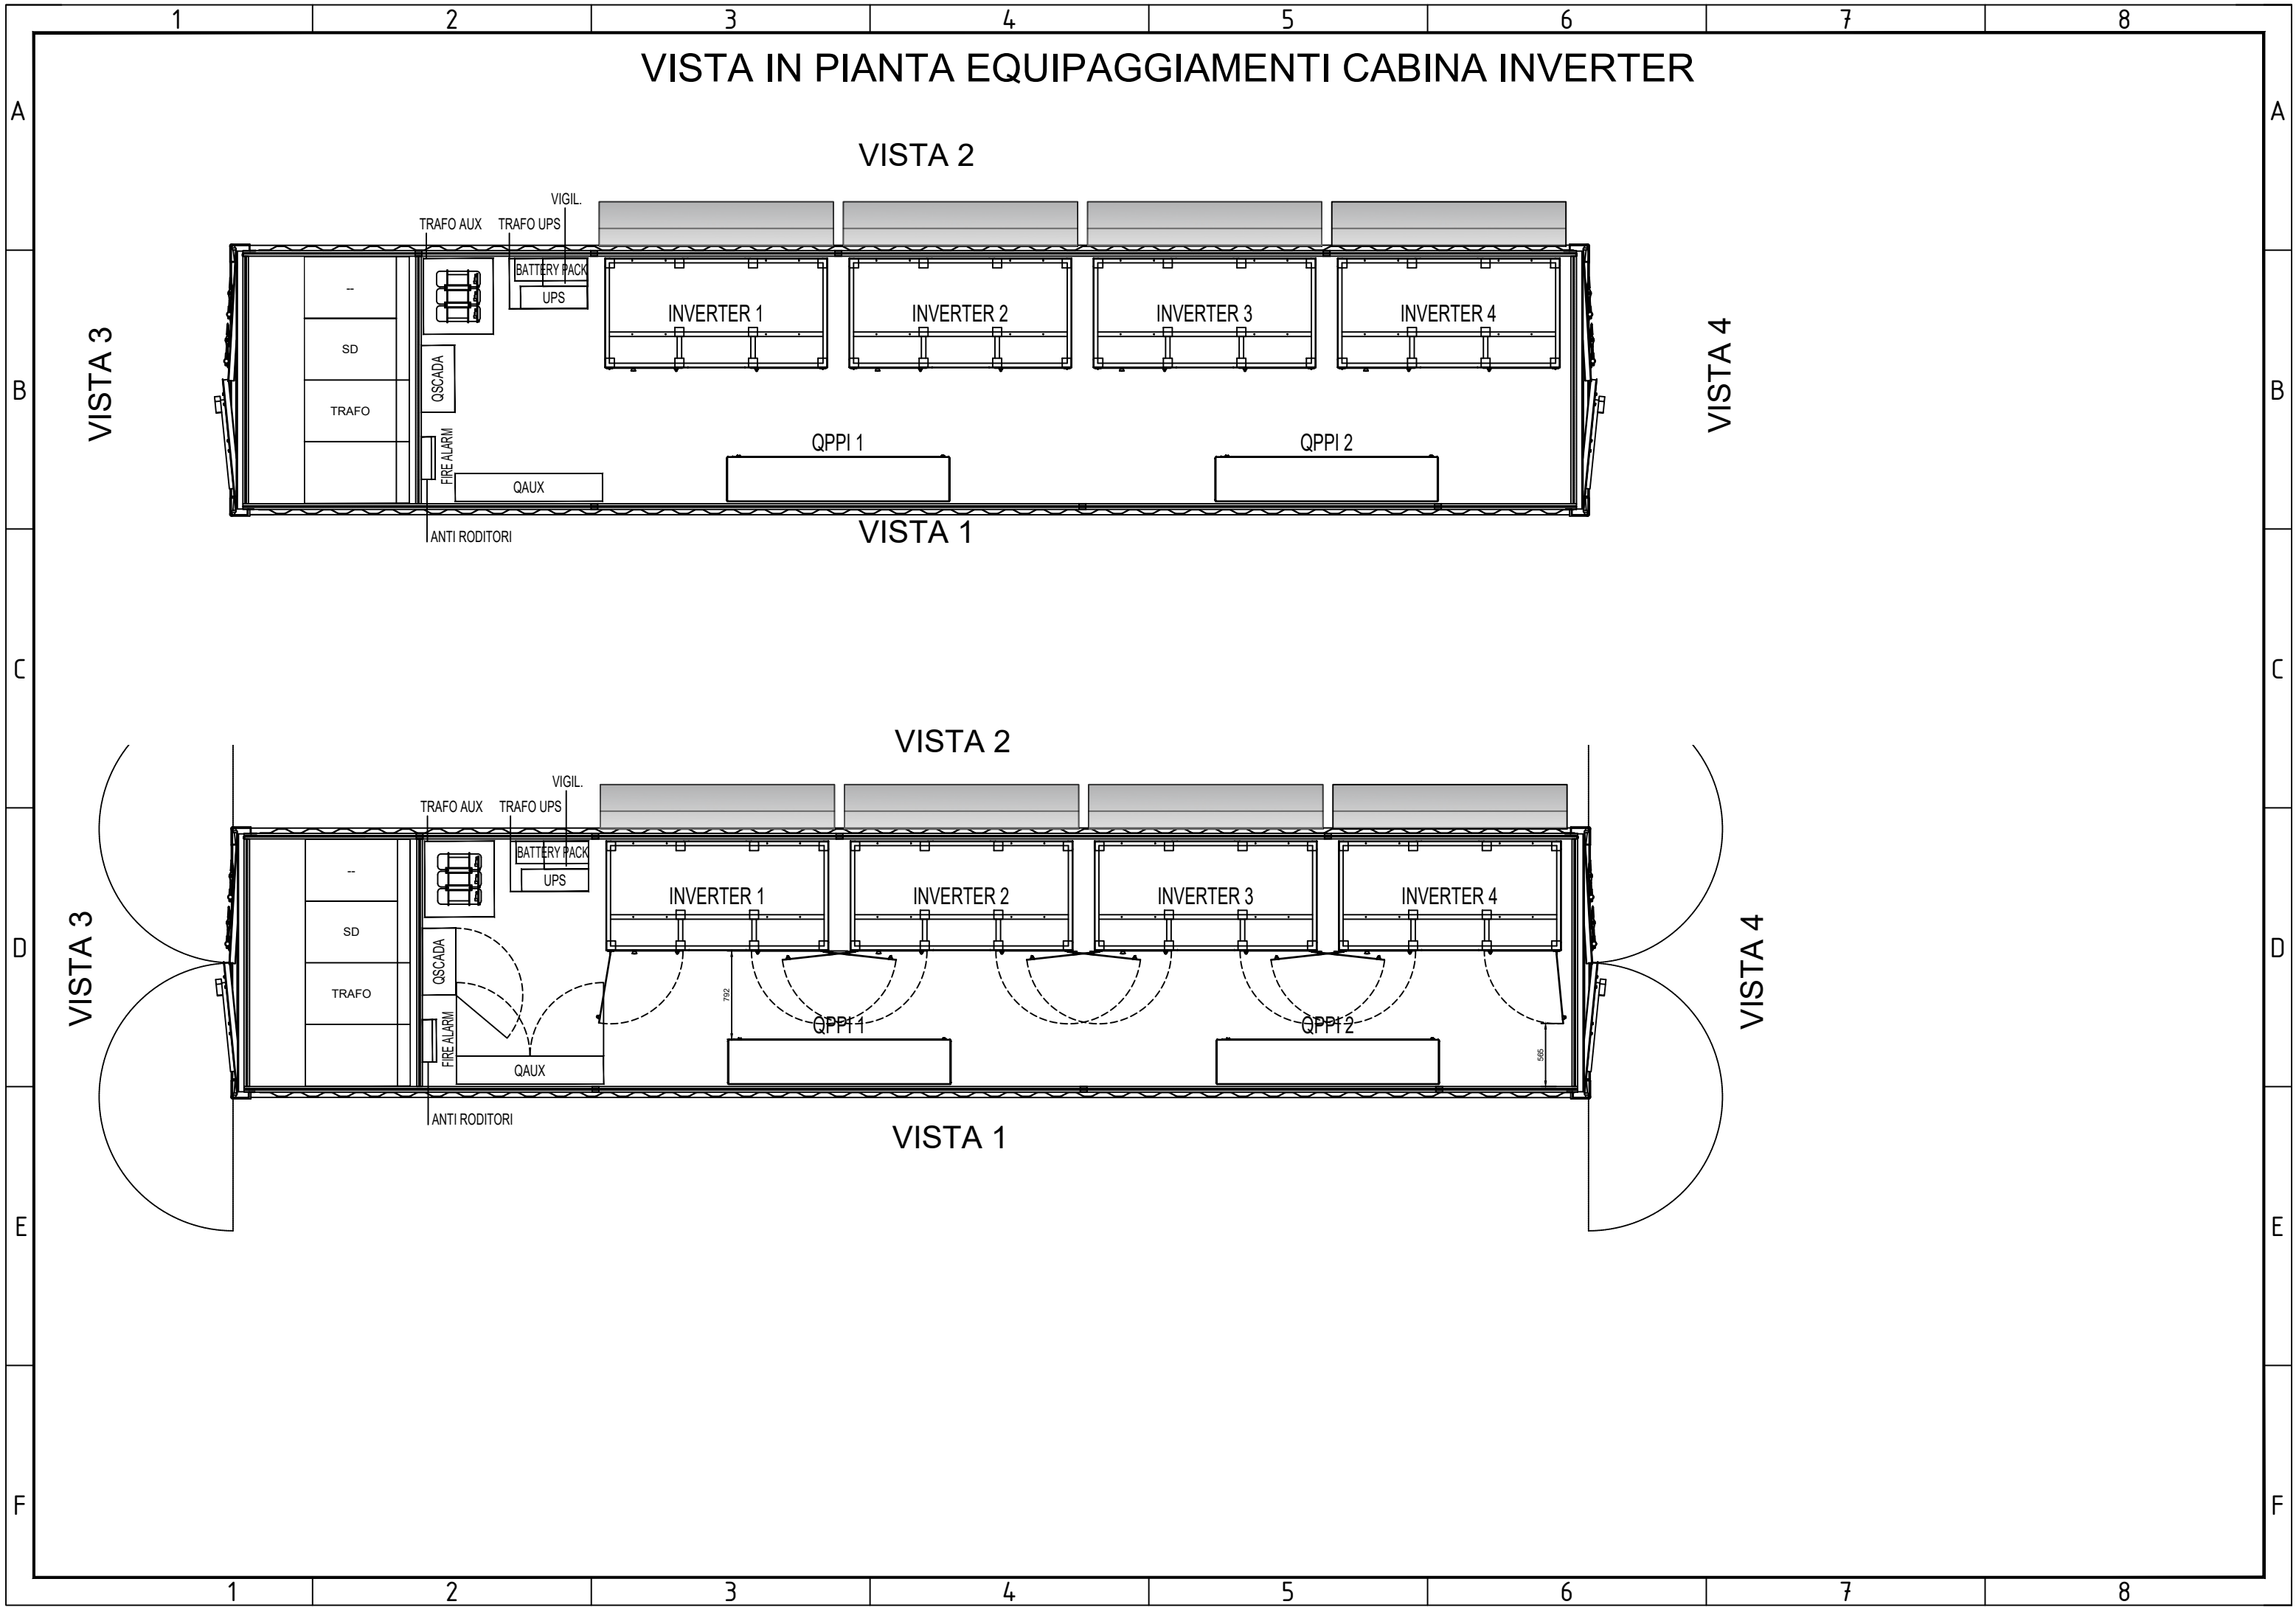 1 2 3 4 5 6 7 8
VISTA IN PIANTA EQUIPAGGIAMENTI CABINA INVERTER
A A
VISTA 2
VIGIL.
TRAFO AUX TRAFO UPS
BATTERY PACK
--
UPS
INVERTER 1 INVERTER 2 INVERTER 3 INVERTER 4
SD
VISTA 3
VISTA 4
QSCADA
B B
TRAFO
FIRE ALARM
QPPI 1 QPPI 2
QAUX
ANTI RODITORI
VISTA 1
C C
VISTA 2
VIGIL.
TRAFO AUX TRAFO UPS
BATTERY PACK
--
UPS
INVERTER 1 INVERTER 2 INVERTER 3 INVERTER 4
SD
VISTA 3
VISTA 4
QSCADA
D D
TRAFO
792
FIRE ALARM
QPPI 1 QPPI 2
565
QAUX
ANTI RODITORI
VISTA 1
E E
F F
1 2 3 4 5 6 7 8